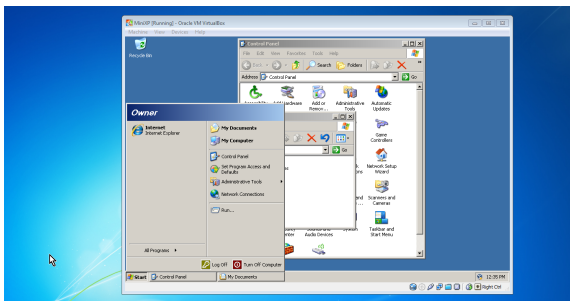 MiniXP [Running] - Oracle VM VirtualBox
Machine View Devices Help
Recycle Bin
Control Panel
File Edit View Favorites Tools Help
Back Search Folders
Address Control Panel Go
Add Hardware Add or Remov... Administrative Tools Automatic Updates
Game Controllers
Go
Network Setup Wizard
Scanners and Cameras
Audio Devices System Taskbar and Start Menu
Owner
Internet
Internet Explorer
My Documents
My Computer
Control Panel
Set Program Access and Defaults
Administrative Tools
Network Connections
Run...
All Programs
Log Off Turn Off Computer
Start Control Panel My Documents 12:35 PM
Right Ctrl